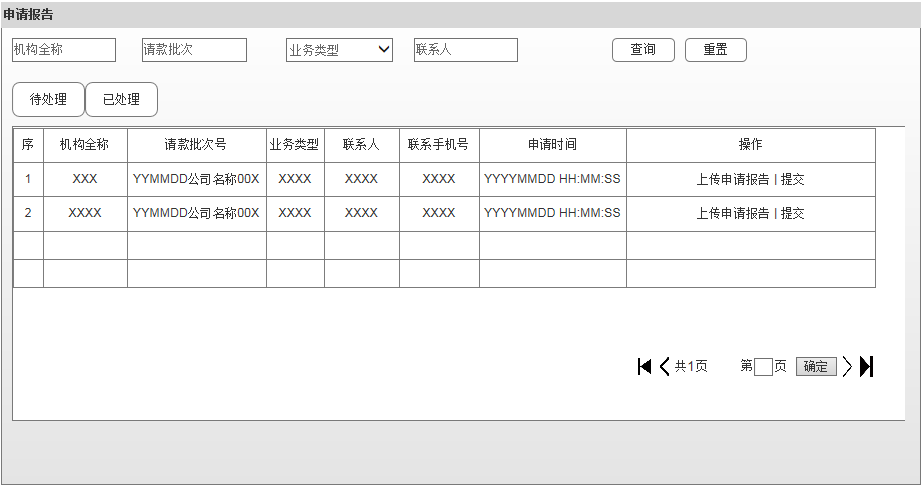 申请报告
机构全称 请款批次 业务类型 联系人 查询 重置
待处理 已处理
序 机构全称 请款批次号 业务类型 联系人 联系手机号 申请时间 操作
1 XXX YYMMDD公司名称00X XXXX XXXX XXXX YYYYMMDD HH:MM:SS 上传申请报告 | 提交
2 XXXX YYMMDD公司名称00X XXXX XXXX XXXX YYYYMMDD HH:MM:SS 上传申请报告 | 提交
共1页 第 页 确定